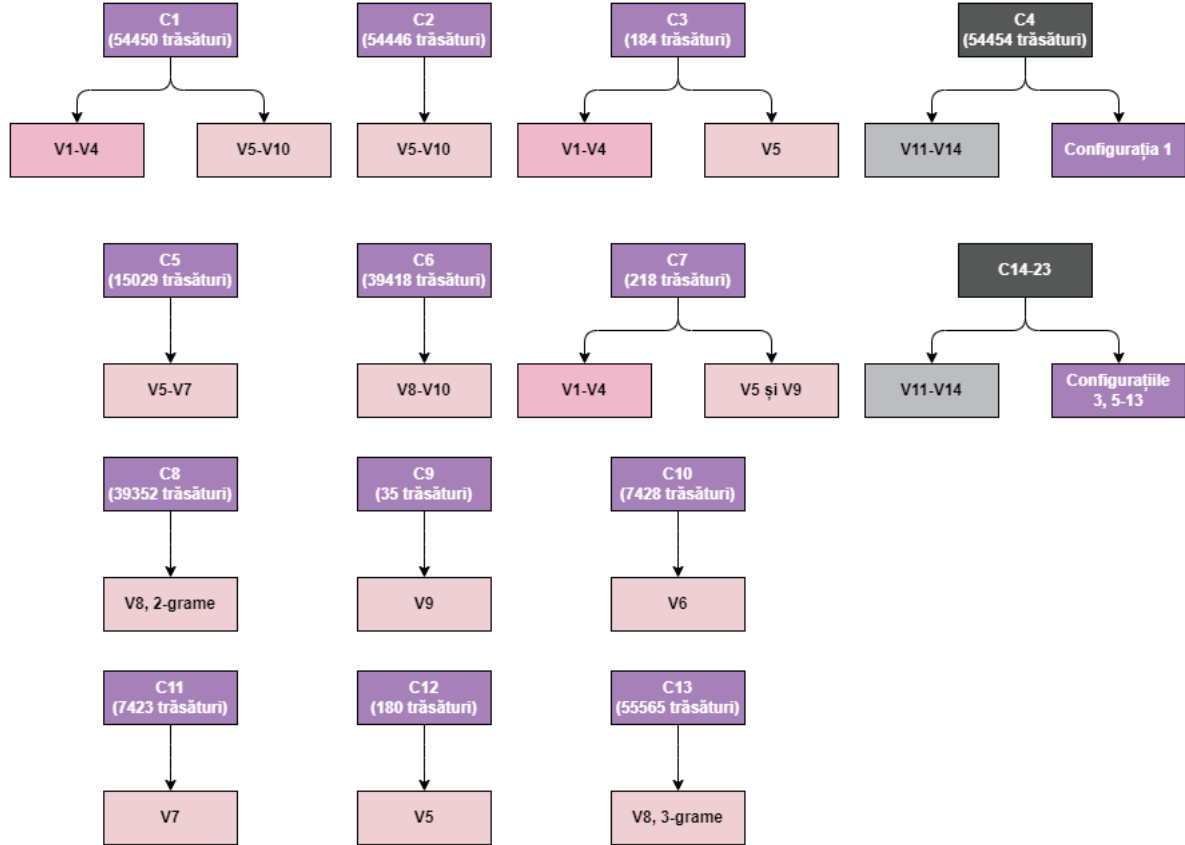 C1
(54450 trăsături)
C2
(54446 trăsături)
C3
(184 trăsături)
C4
(54454 trăsături)
V1-V4
V5-V10
V5-V10
V1-V4
V5
V11-V14
Configurația 1
C5
(15029 trăsături)
C6
(39418 trăsături)
C7
(218 trăsături)
C14-23
V5-V7
V8-V10
V1-V4
V5 și V9
V11-V14
Configurațiile
3, 5-13
C8
(39352 trăsături)
C9
(35 trăsături)
C10
(7428 trăsături)
V8, 2-grame
V9
V6
C11
(7423 trăsături)
C12
(180 trăsături)
C13
(55565 trăsături)
V7
V5
V8, 3-grame